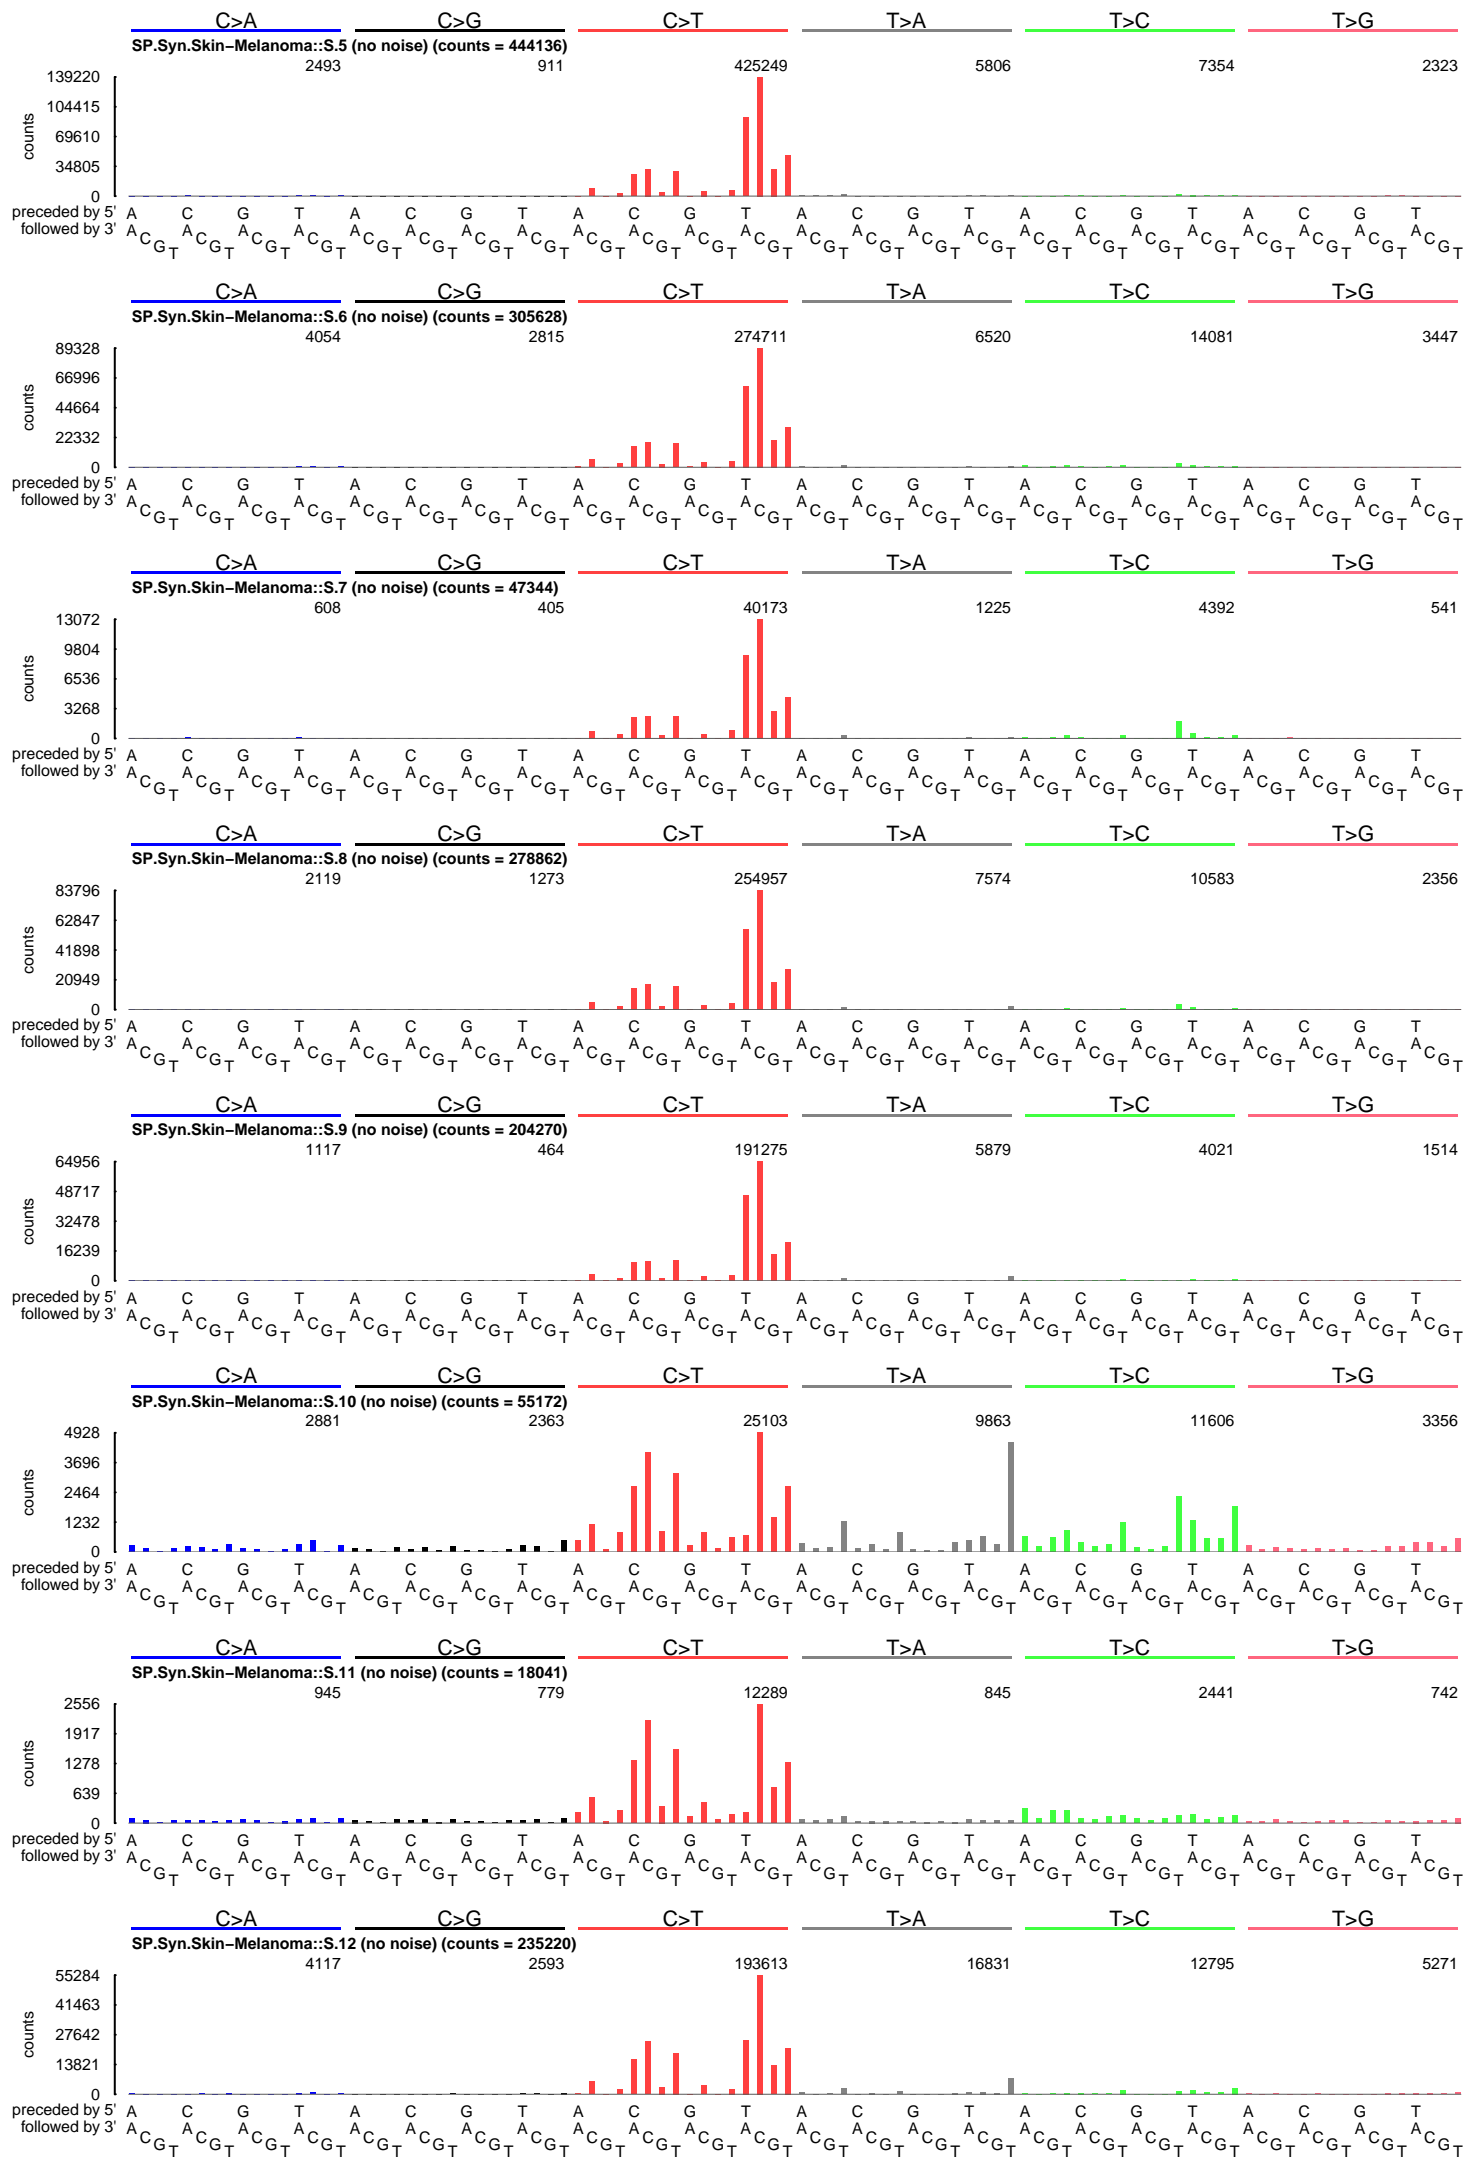 C>A C>G C>T T>A T>C T>G
SP.Syn.Skin−Melanoma::S.5 (no noise) (counts = 444136)
2493 911 425249 5806 7354 2323
139220
104415
69610
34805
0
counts
preceded by 5' A C G T A C G T A C G T A C G T A C G T A C G T
followed by 3' A C G T A C G T A C G T A C G T A C G T A C G T A C G T A C G T A C G T A C G T A C G T A C G T A C G T A C G T A C G T A C G T A C G T A C G T A C G T A C G T A C G T A C G T A C G T A C G T
C>A C>G C>T T>A T>C T>G
SP.Syn.Skin−Melanoma::S.6 (no noise) (counts = 305628)
4054 2815 274711 6520 14081 3447
89328
66996
44664
22332
0
counts
preceded by 5' A C G T A C G T A C G T A C G T A C G T A C G T
followed by 3' A C G T A C G T A C G T A C G T A C G T A C G T A C G T A C G T A C G T A C G T A C G T A C G T A C G T A C G T A C G T A C G T A C G T A C G T A C G T A C G T A C G T A C G T A C G T A C G T
C>A C>G C>T T>A T>C T>G
SP.Syn.Skin−Melanoma::S.7 (no noise) (counts = 47344)
608 405 40173 1225 4392 541
13072
9804
6536
3268
0
counts
preceded by 5' A C G T A C G T A C G T A C G T A C G T A C G T
followed by 3' A C G T A C G T A C G T A C G T A C G T A C G T A C G T A C G T A C G T A C G T A C G T A C G T A C G T A C G T A C G T A C G T A C G T A C G T A C G T A C G T A C G T A C G T A C G T A C G T
C>A C>G C>T T>A T>C T>G
SP.Syn.Skin−Melanoma::S.8 (no noise) (counts = 278862)
2119 1273 254957 7574 10583 2356
83796
62847
41898
20949
0
counts
preceded by 5' A C G T A C G T A C G T A C G T A C G T A C G T
followed by 3' A C G T A C G T A C G T A C G T A C G T A C G T A C G T A C G T A C G T A C G T A C G T A C G T A C G T A C G T A C G T A C G T A C G T A C G T A C G T A C G T A C G T A C G T A C G T A C G T
C>A C>G C>T T>A T>C T>G
SP.Syn.Skin−Melanoma::S.9 (no noise) (counts = 204270)
1117 464 191275 5879 4021 1514
64956
48717
32478
16239
0
counts
preceded by 5' A C G T A C G T A C G T A C G T A C G T A C G T
followed by 3' A C G T A C G T A C G T A C G T A C G T A C G T A C G T A C G T A C G T A C G T A C G T A C G T A C G T A C G T A C G T A C G T A C G T A C G T A C G T A C G T A C G T A C G T A C G T A C G T
C>A C>G C>T T>A T>C T>G
SP.Syn.Skin−Melanoma::S.10 (no noise) (counts = 55172)
2881 2363 25103 9863 11606 3356
4928
3696
2464
1232
0
counts
preceded by 5' A C G T A C G T A C G T A C G T A C G T A C G T
followed by 3' A C G T A C G T A C G T A C G T A C G T A C G T A C G T A C G T A C G T A C G T A C G T A C G T A C G T A C G T A C G T A C G T A C G T A C G T A C G T A C G T A C G T A C G T A C G T A C G T
C>A C>G C>T T>A T>C T>G
SP.Syn.Skin−Melanoma::S.11 (no noise) (counts = 18041)
945 779 12289 845 2441 742
2556
1917
1278
639
0
counts
preceded by 5' A C G T A C G T A C G T A C G T A C G T A C G T
followed by 3' A C G T A C G T A C G T A C G T A C G T A C G T A C G T A C G T A C G T A C G T A C G T A C G T A C G T A C G T A C G T A C G T A C G T A C G T A C G T A C G T A C G T A C G T A C G T A C G T
C>A C>G C>T T>A T>C T>G
SP.Syn.Skin−Melanoma::S.12 (no noise) (counts = 235220)
4117 2593 193613 16831 12795 5271
55284
41463
27642
13821
0
counts
preceded by 5' A C G T A C G T A C G T A C G T A C G T A C G T
followed by 3' A C G T A C G T A C G T A C G T A C G T A C G T A C G T A C G T A C G T A C G T A C G T A C G T A C G T A C G T A C G T A C G T A C G T A C G T A C G T A C G T A C G T A C G T A C G T A C G T